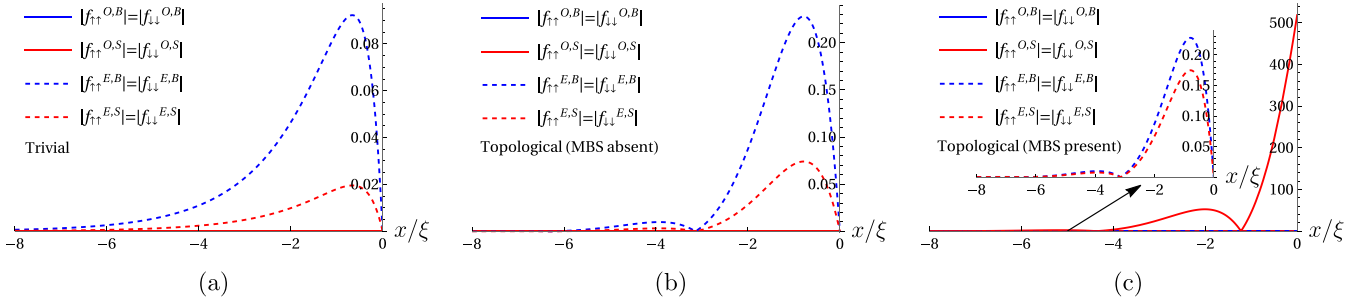 |f↑↑^{O,B}|=|f↓↓^{O,B}|
|f↑↑^{O,S}|=|f↓↓^{O,S}|
|f↑↑^{E,B}|=|f↓↓^{E,B}|
|f↑↑^{E,S}|=|f↓↓^{E,S}|
Trivial
0.08
0.06
0.04
0.02
-8 -6 -4 -2 0
x/ξ
(a)
|f↑↑^{O,B}|=|f↓↓^{O,B}|
|f↑↑^{O,S}|=|f↓↓^{O,S}|
|f↑↑^{E,B}|=|f↓↓^{E,B}|
|f↑↑^{E,S}|=|f↓↓^{E,S}|
Topological (MBS absent)
0.20
0.15
0.10
0.05
-8 -6 -4 -2 0
x/ξ
(b)
|f↑↑^{O,B}|=|f↓↓^{O,B}|
|f↑↑^{O,S}|=|f↓↓^{O,S}|
|f↑↑^{E,B}|=|f↓↓^{E,B}|
|f↑↑^{E,S}|=|f↓↓^{E,S}|
Topological (MBS present)
0.20
0.15
0.10
0.05
-8 -6 -4 -2 0
x/ξ
500
400
300
200
100
-8 -6 -4 -2 0
x/ξ
(c)